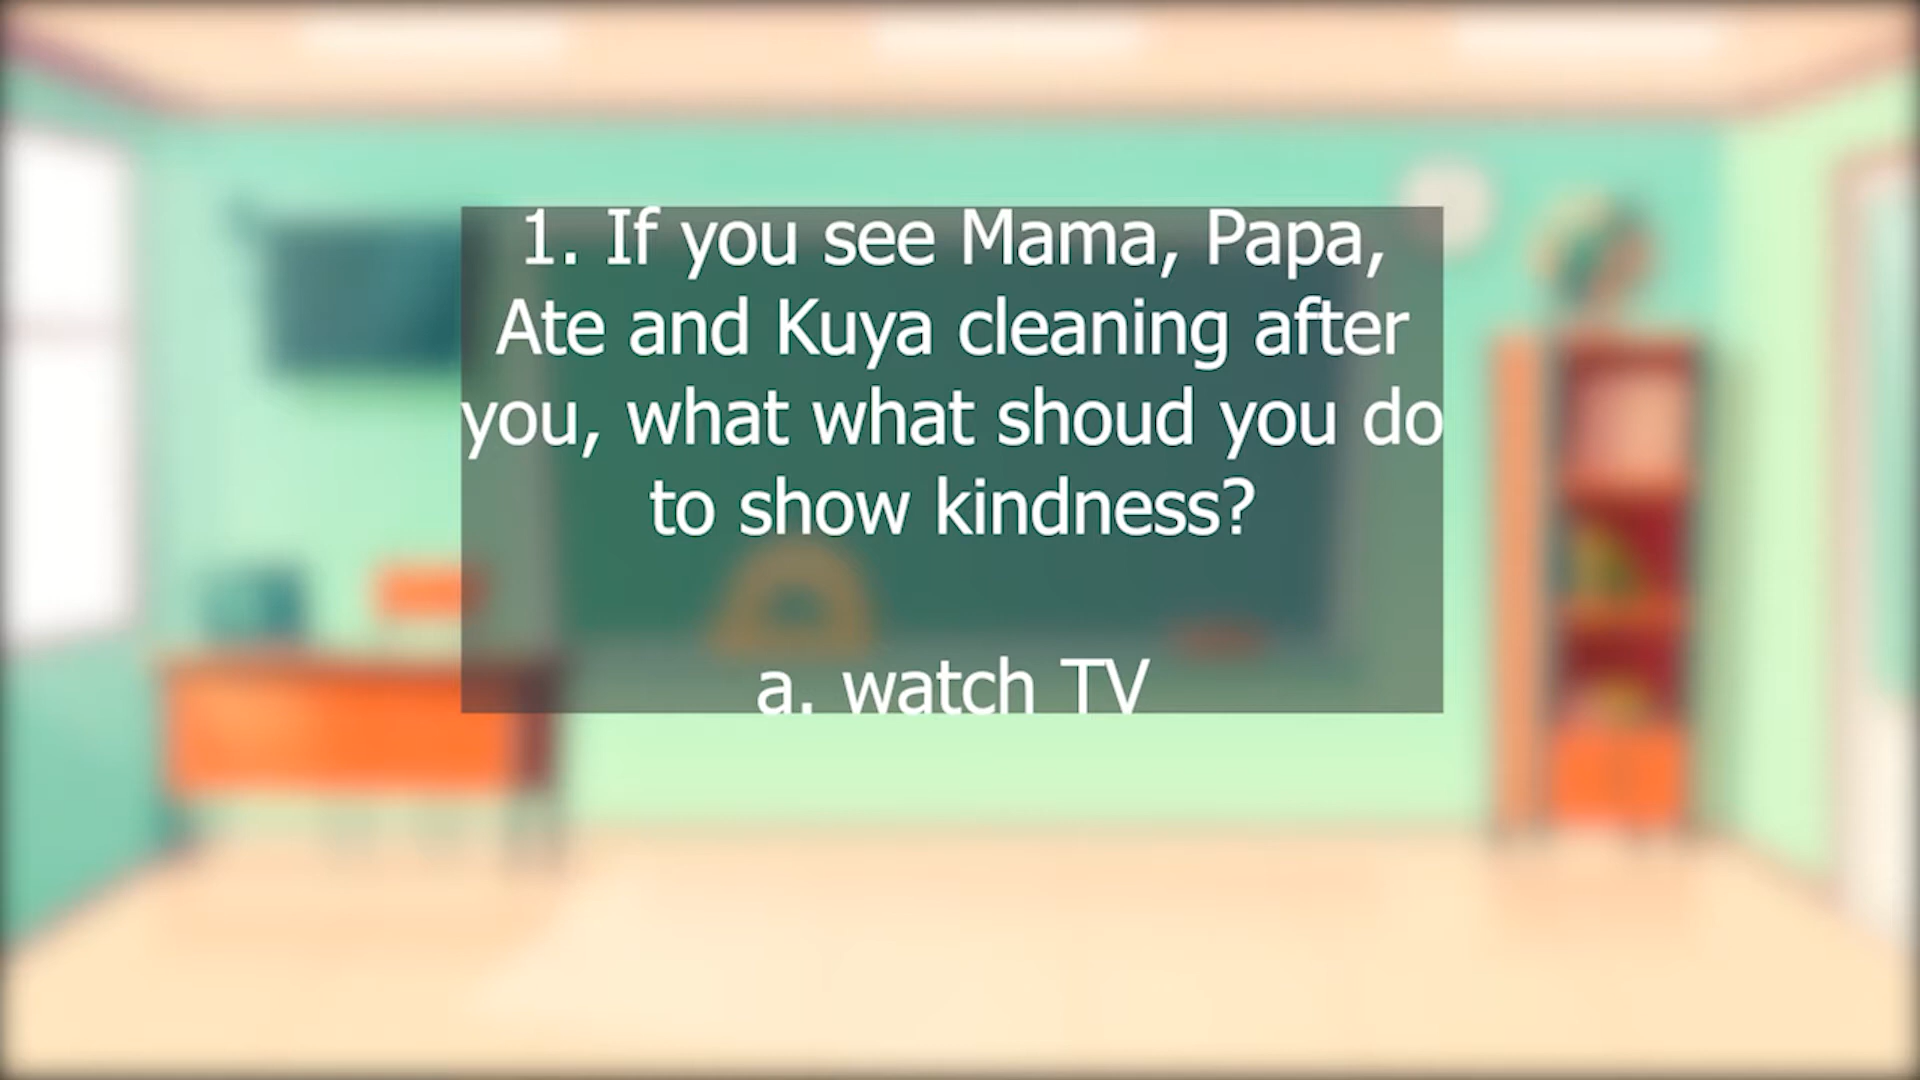 1. If you see Mama, Papa,
Ate and Kuya cleaning after
you, what what shoud you do
to show kindness?
a. watch TV